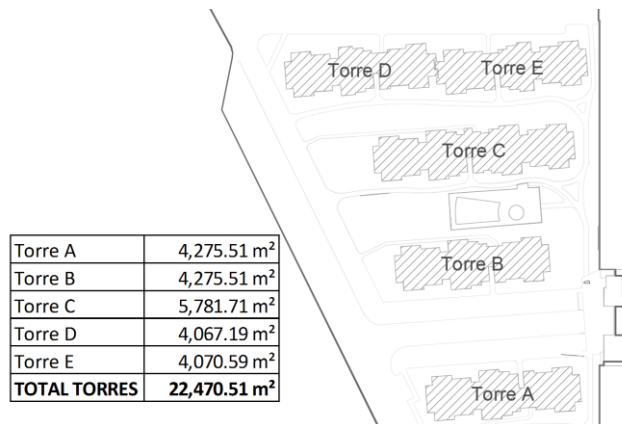 Torre D
Torre E
Torre C
Torre B
Torre A
Torre A 4,275.51 m²
Torre B 4,275.51 m²
Torre C 5,781.71 m²
Torre D 4,067.19 m²
Torre E 4,070.59 m²
TOTAL TORRES 22,470.51 m²